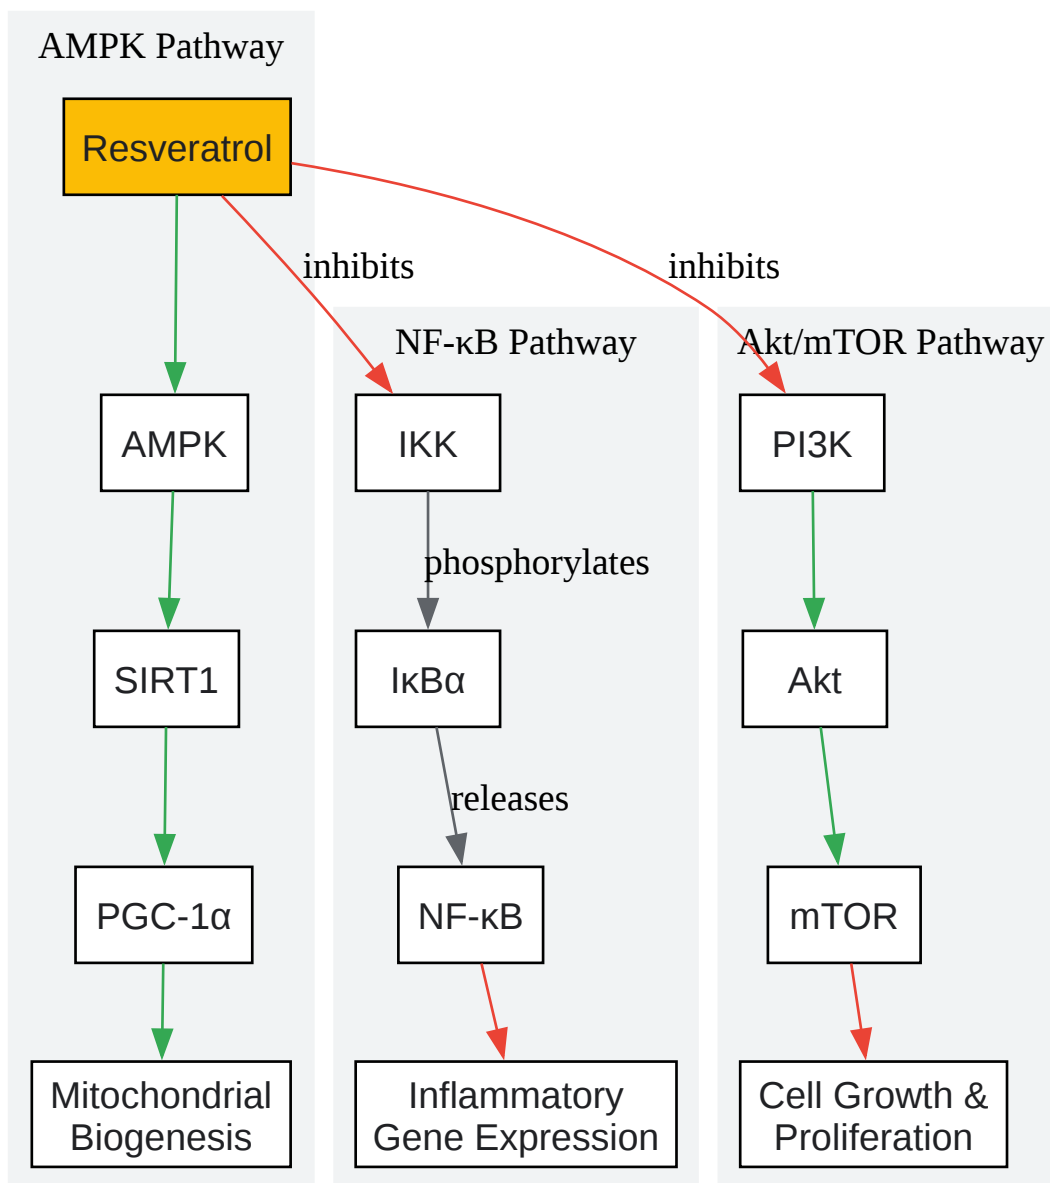 AMPK Pathway
Resveratrol
inhibits
inhibits
NF-κB Pathway
Akt/mTOR Pathway
AMPK
IKK
PI3K
phosphorylates
SIRT1
IκBα
Akt
releases
PGC-1α
NF-κB
mTOR
Mitochondrial
Biogenesis
Inflammatory
Gene Expression
Cell Growth &
Proliferation